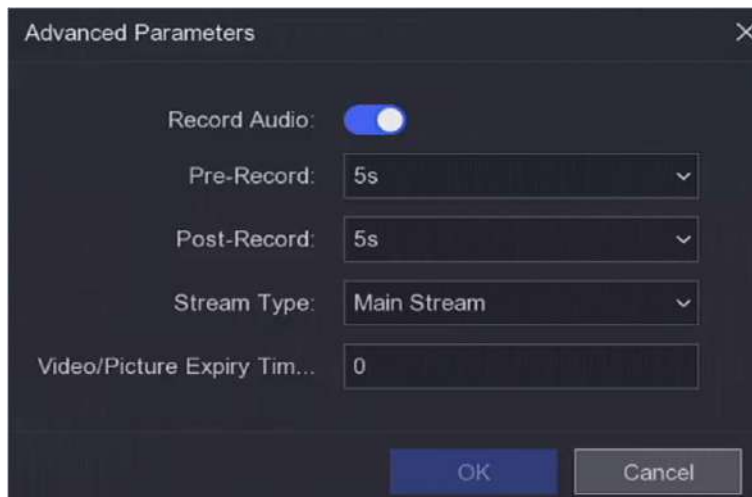 Advanced Parameters
Record Audio:
Pre-Record: 5s
Post-Record: 5s
Stream Type: Main Stream
Video/Picture Expiry Tim... 0
OK Cancel